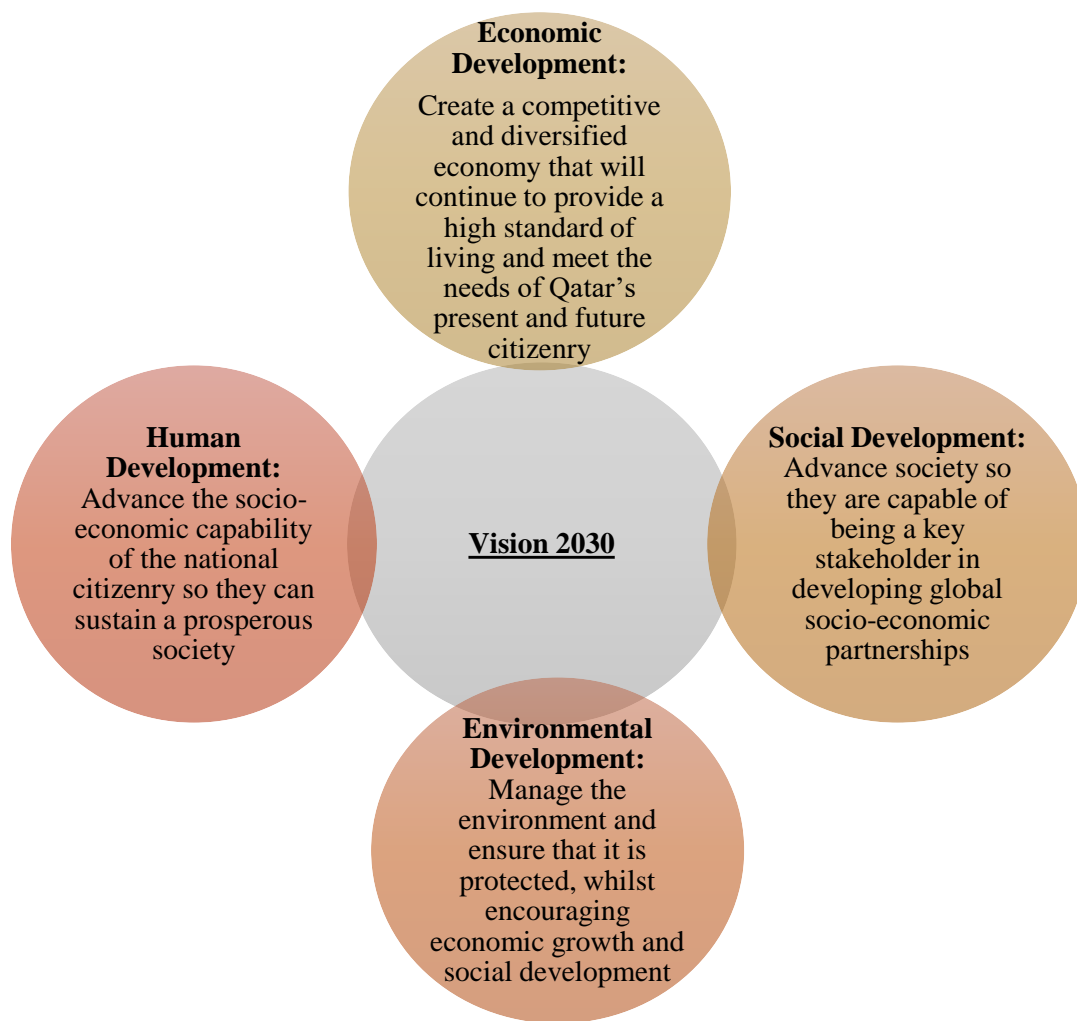 Economic
Development:
Create a competitive
and diversified
economy that will
continue to provide a
high standard of
living and meet the
needs of Qatar’s
present and future
citizenry
Human
Development:
Advance the socio-
economic capability
of the national
citizenry so they can
sustain a prosperous
society
Vision 2030
Social Development:
Advance society so
they are capable of
being a key
stakeholder in
developing global
socio-economic
partnerships
Environmental
Development:
Manage the
environment and
ensure that it is
protected, whilst
encouraging
economic growth and
social development